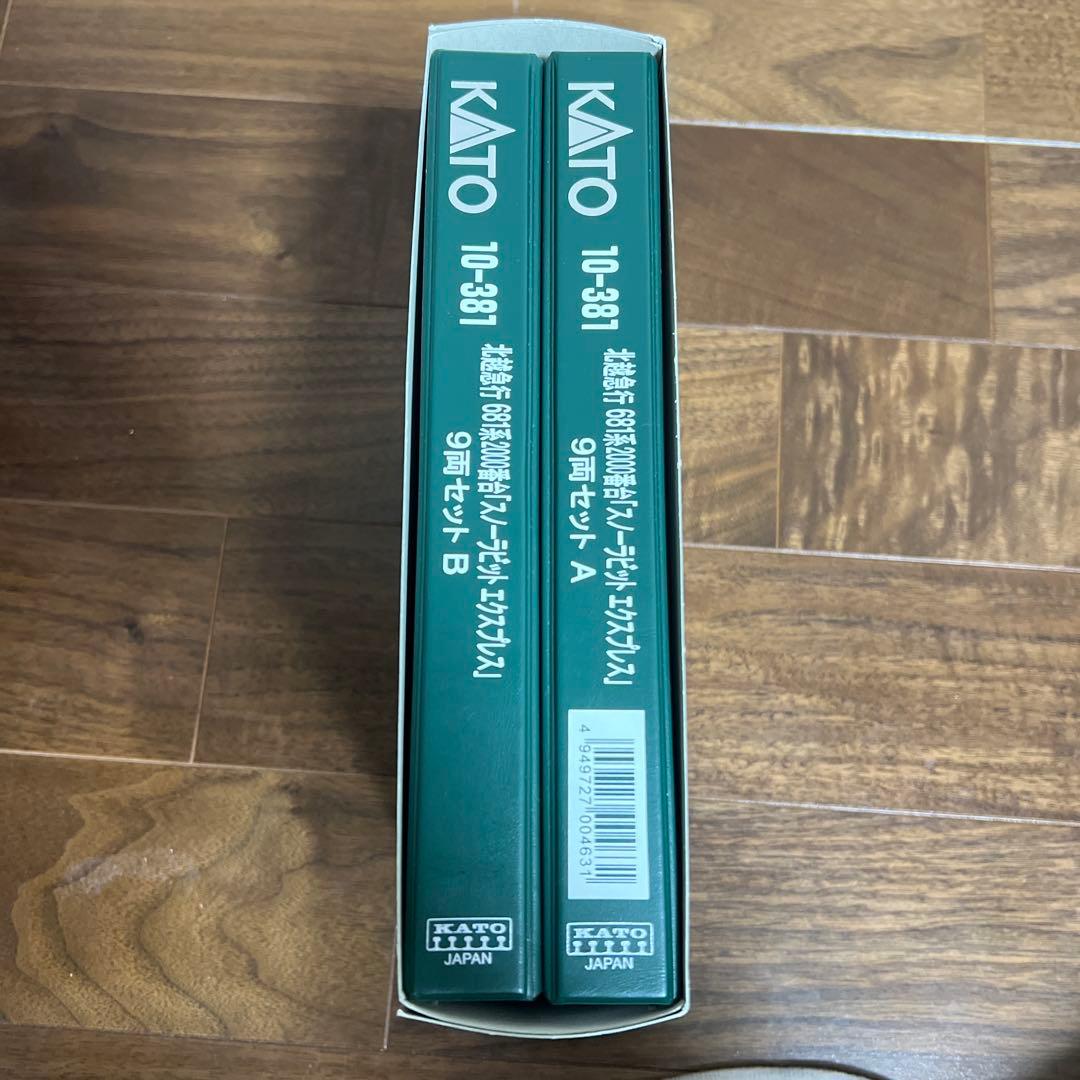 KATO 10-381 北越急行 681系2000番台「スノーラビット エクスプレス」
9両セット A
4 949727 004631
KATO
JAPAN
KATO 10-381 北越急行 681系2000番台「スノーラビット エクスプレス」
9両セット B
KATO
JAPAN